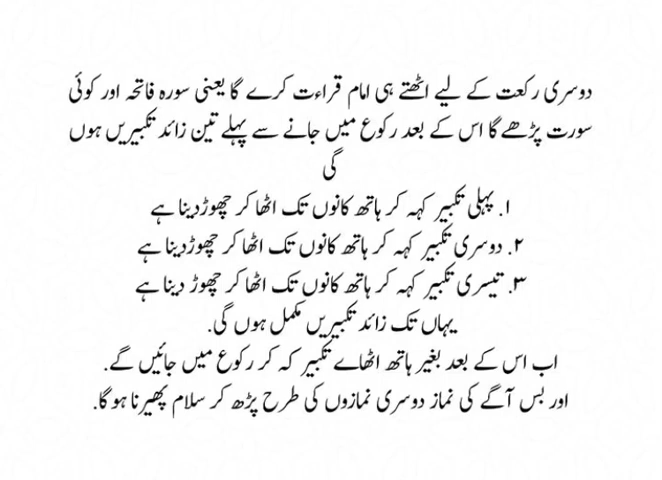 دوسری رکعت کے لیے اٹھتے ہی امام قراءت کرے گا یعنی سورہ فاتحہ اور کوئی
سورت پڑھے گا اس کے بعد رکوع میں جانے سے پہلے تین زائد تکبیریں ہوں
گی
۱. پہلی تکبیر کہہ کر ہاتھ کانوں تک اٹھا کر چھوڑدینا ہے
۲. دوسری تکبیر کہہ کر ہاتھ کانوں تک اٹھا کر چھوڑدینا ہے
۳. تیسری تکبیر کہہ کر ہاتھ کانوں تک اٹھا کر چھوڑ دینا ہے
یہاں تک زائد تکبیریں مکمل ہوں گی.
اب اس کے بعد بغیر ہاتھ اٹھاے تکبیر کہ کر رکوع میں جائیں گے.
اور بس آگے کی نماز دوسری نمازوں کی طرح پڑھ کر سلام پھیرنا ہو گا.